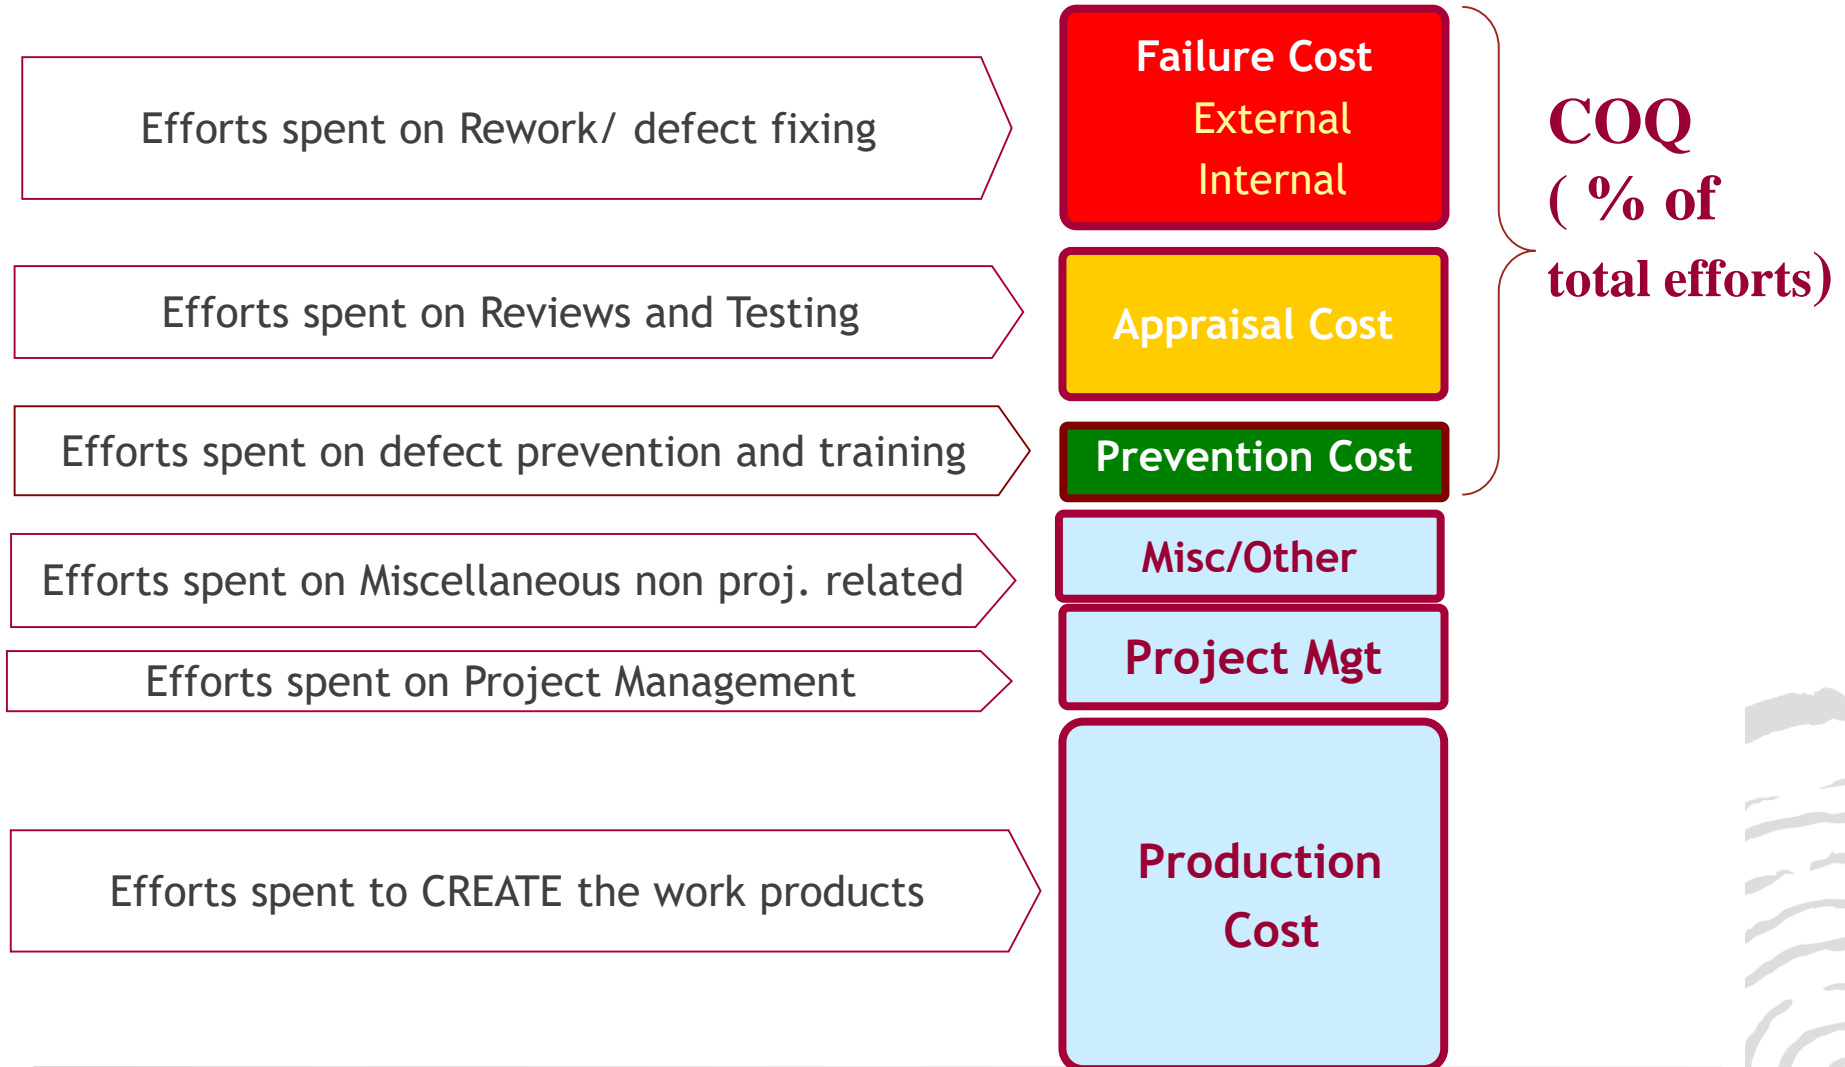 Efforts spent on Rework/ defect fixing
Failure Cost
External
Internal
COQ
( % of
total efforts)
Efforts spent on Reviews and Testing
Appraisal Cost
Efforts spent on defect prevention and training
Prevention Cost
Efforts spent on Miscellaneous non proj. related
Misc/Other
Efforts spent on Project Management
Project Mgt
Efforts spent to CREATE the work products
Production
Cost